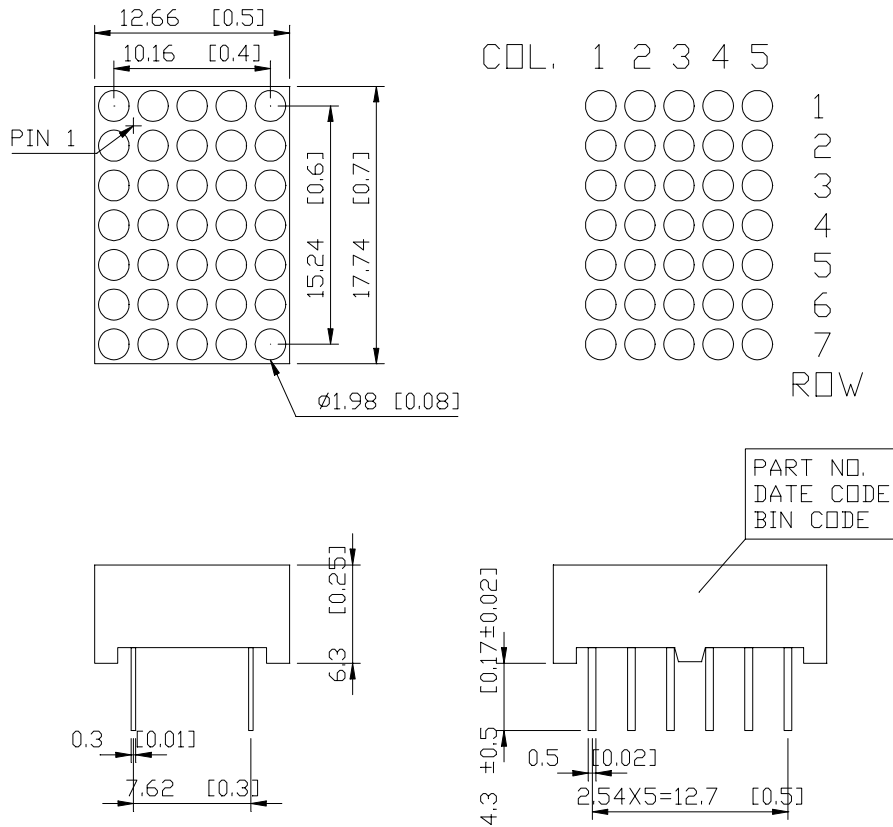 12.66 [0.5]
10.16 [0.4]
PIN 1
15.24 [0.6]
17.74 [0.7]
Ø1.98 [0.08]
COL. 1 2 3 4 5
1
2
3
4
5
6
7
ROW
PART NO.
DATE CODE
BIN CODE
6.3 [0.25]
0.3 [0.01]
7.62 [0.3]
4.3 ±0.5 [0.17±0.02]
0.5 [0.02]
2.54X5=12.7 [0.5]